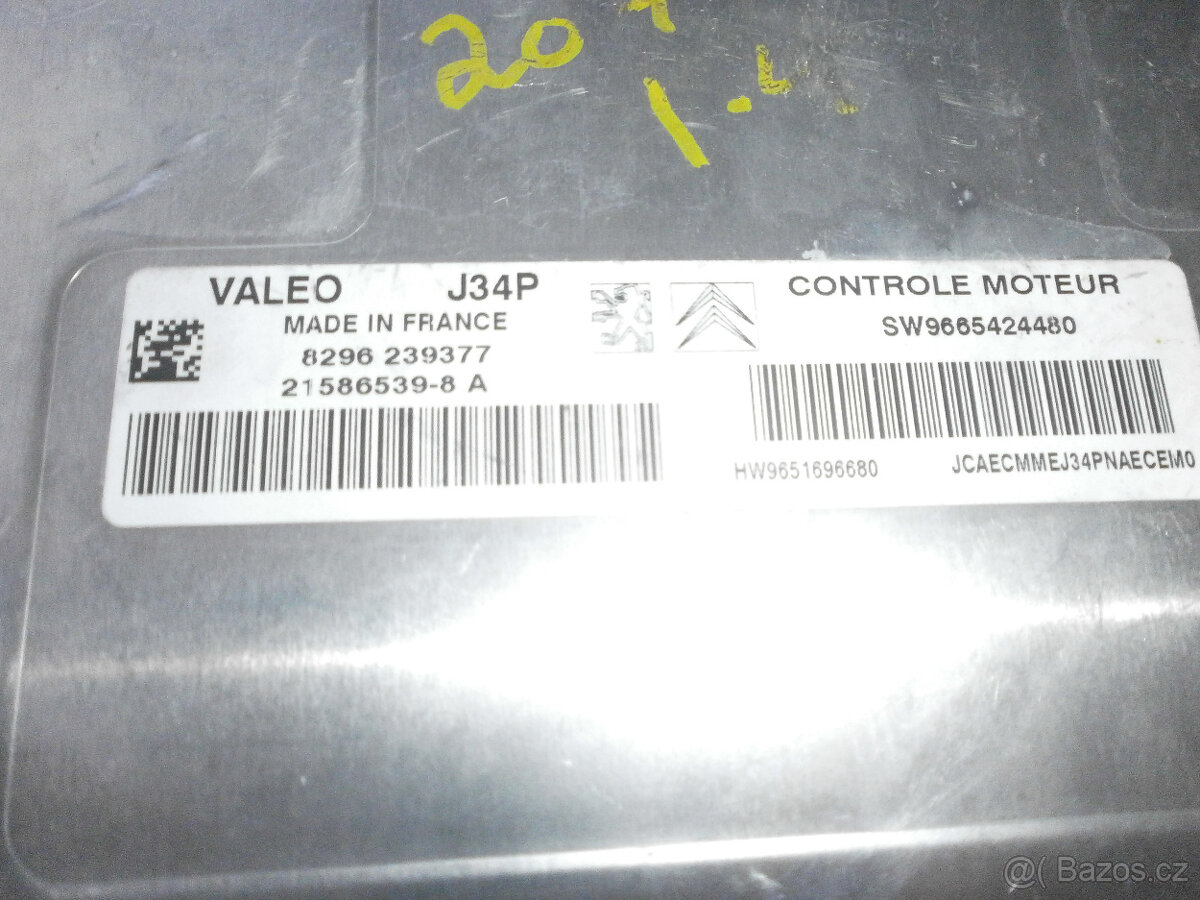 207
1.4
VALEO J34P
MADE IN FRANCE
8296 239377
21586539-8 A
CONTROLE MOTEUR
SW9665424480
HW9651696680 JCAECMMEJ34PNAECEM0
@( Bazos.cz